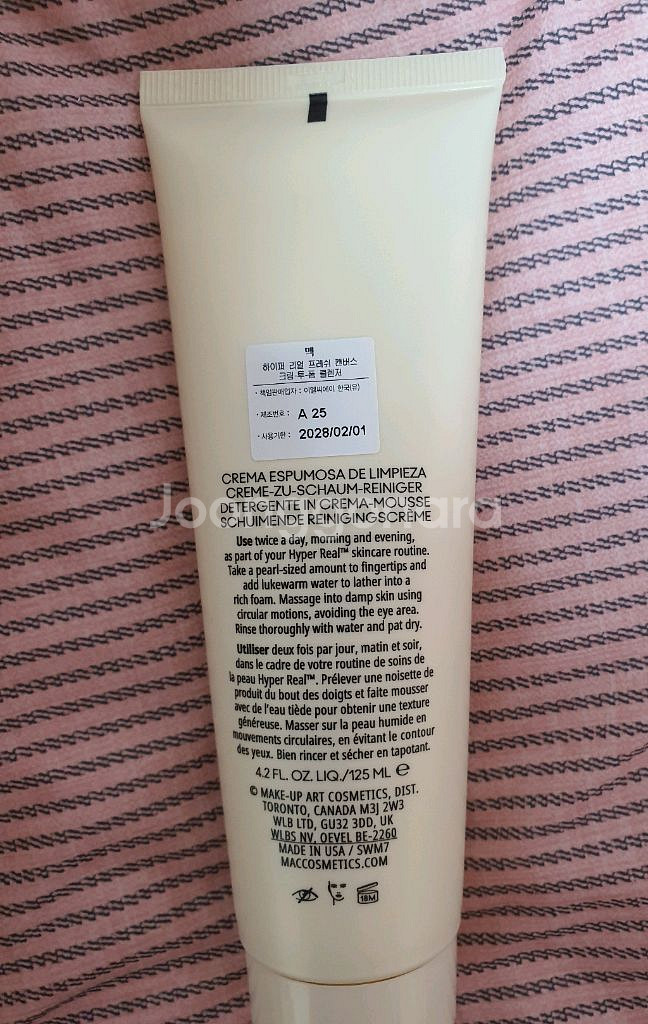 맥
하이퍼 리얼 프레쉬 캔버스
크림-투-폼 클렌저
· 책임판매업자 : 이엘씨에이 한국(유)
· 제조번호 : A 25
· 사용기한 : 2028/02/01
CREMA ESPUMOSA DE LIMPIEZA
CREME-ZU-SCHAUM-REINIGER
DETERGENTE IN CREMA-MOUSSE
SCHUIMENDE REINIGINGSCRÈME
Use twice a day, morning and evening,
as part of your Hyper Real™ skincare routine.
Take a pearl-sized amount to fingertips and
add lukewarm water to lather into a
rich foam. Massage into damp skin using
circular motions, avoiding the eye area.
Rinse thoroughly with water and pat dry.
Utiliser deux fois par jour, matin et soir,
dans le cadre de votre routine de soins de
la peau Hyper Real™. Prélever une noisette de
produit du bout des doigts et faite mousser
avec de l'eau tiède pour obtenir une texture
généreuse. Masser sur la peau humide en
mouvements circulaires, en évitant le contour
des yeux. Bien rincer et sécher en tapotant.
4.2 FL. OZ. LIQ./125 ML ℮
© MAKE-UP ART COSMETICS, DIST.
TORONTO, CANADA M3J 2W3
WLB LTD, GU32 3DD, UK
WLBS NV, OEVEL BE-2260
MADE IN USA / SWM7
MACCOSMETICS.COM
18M